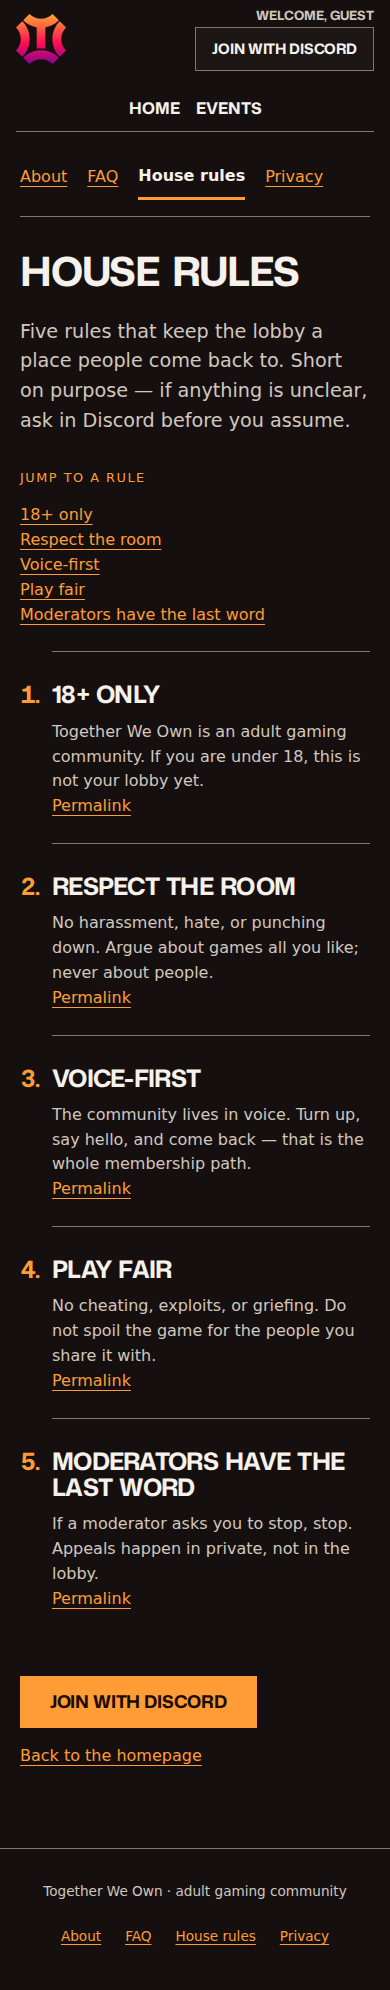 WELCOME, GUEST
JOIN WITH DISCORD
HOME EVENTS
About FAQ House rules Privacy
HOUSE RULES
Five rules that keep the lobby a
place people come back to. Short
on purpose — if anything is unclear,
ask in Discord before you assume.
JUMP TO A RULE
18+ only
Respect the room
Voice-first
Play fair
Moderators have the last word
1. 18+ ONLY
Together We Own is an adult gaming
community. If you are under 18, this is
not your lobby yet.
Permalink
2. RESPECT THE ROOM
No harassment, hate, or punching
down. Argue about games all you like;
never about people.
Permalink
3. VOICE-FIRST
The community lives in voice. Turn up,
say hello, and come back — that is the
whole membership path.
Permalink
4. PLAY FAIR
No cheating, exploits, or griefing. Do
not spoil the game for the people you
share it with.
Permalink
5. MODERATORS HAVE THE
LAST WORD
If a moderator asks you to stop, stop.
Appeals happen in private, not in the
lobby.
Permalink
JOIN WITH DISCORD
Back to the homepage
Together We Own · adult gaming community
About FAQ House rules Privacy